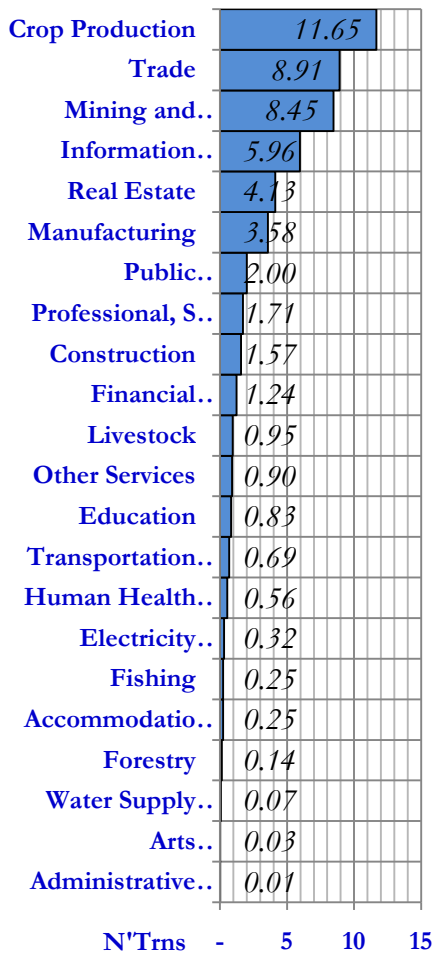 Crop Production 11.65
Trade 8.91
Mining and.. 8.45
Information.. 5.96
Real Estate 4.13
Manufacturing 3.58
Public.. 2.00
Professional, S.. 1.71
Construction 1.57
Financial.. 1.24
Livestock 0.95
Other Services 0.90
Education 0.83
Transportation.. 0.69
Human Health.. 0.56
Electricity.. 0.32
Fishing 0.25
Accommodatio.. 0.25
Forestry 0.14
Water Supply.. 0.07
Arts.. 0.03
Administrative.. 0.01
N'Trns - 5 10 15